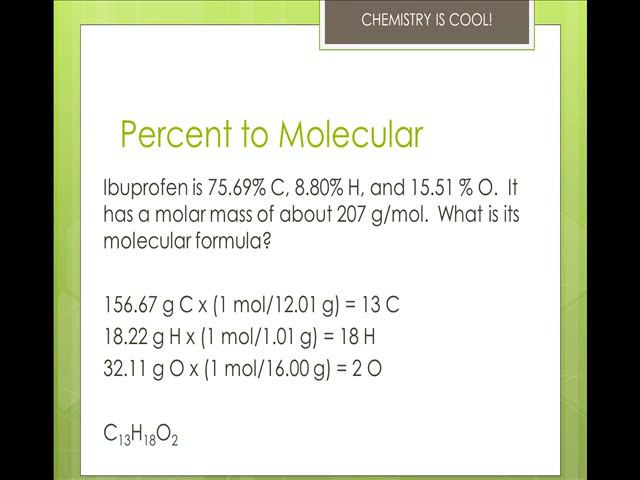 CHEMISTRY IS COOL!
Percent to Molecular
Ibuprofen is 75.69% C, 8.80% H, and 15.51 % O.  It
has a molar mass of about 207 g/mol.  What is its
molecular formula?
156.67 g C x (1 mol/12.01 g) = 13 C
18.22 g H x (1 mol/1.01 g) = 18 H
32.11 g O x (1 mol/16.00 g) = 2 O
C₁₃H₁₈O₂